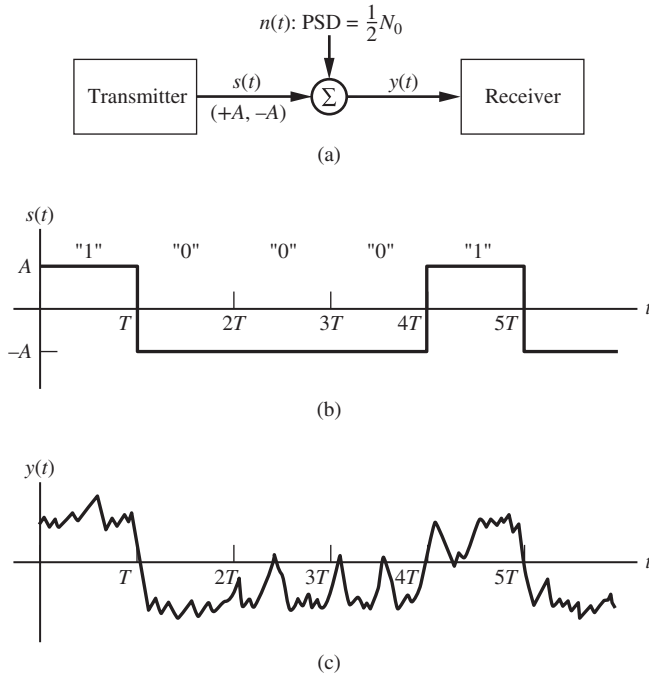 n(t): PSD = 1/2 N₀
Transmitter
s(t)
(+A, –A)
Σ
y(t)
Receiver
(a)
s(t)
"1" "0" "0" "0" "1"
A
T 2T 3T 4T 5T t
–A
(b)
y(t)
T 2T 3T 4T 5T t
(c)